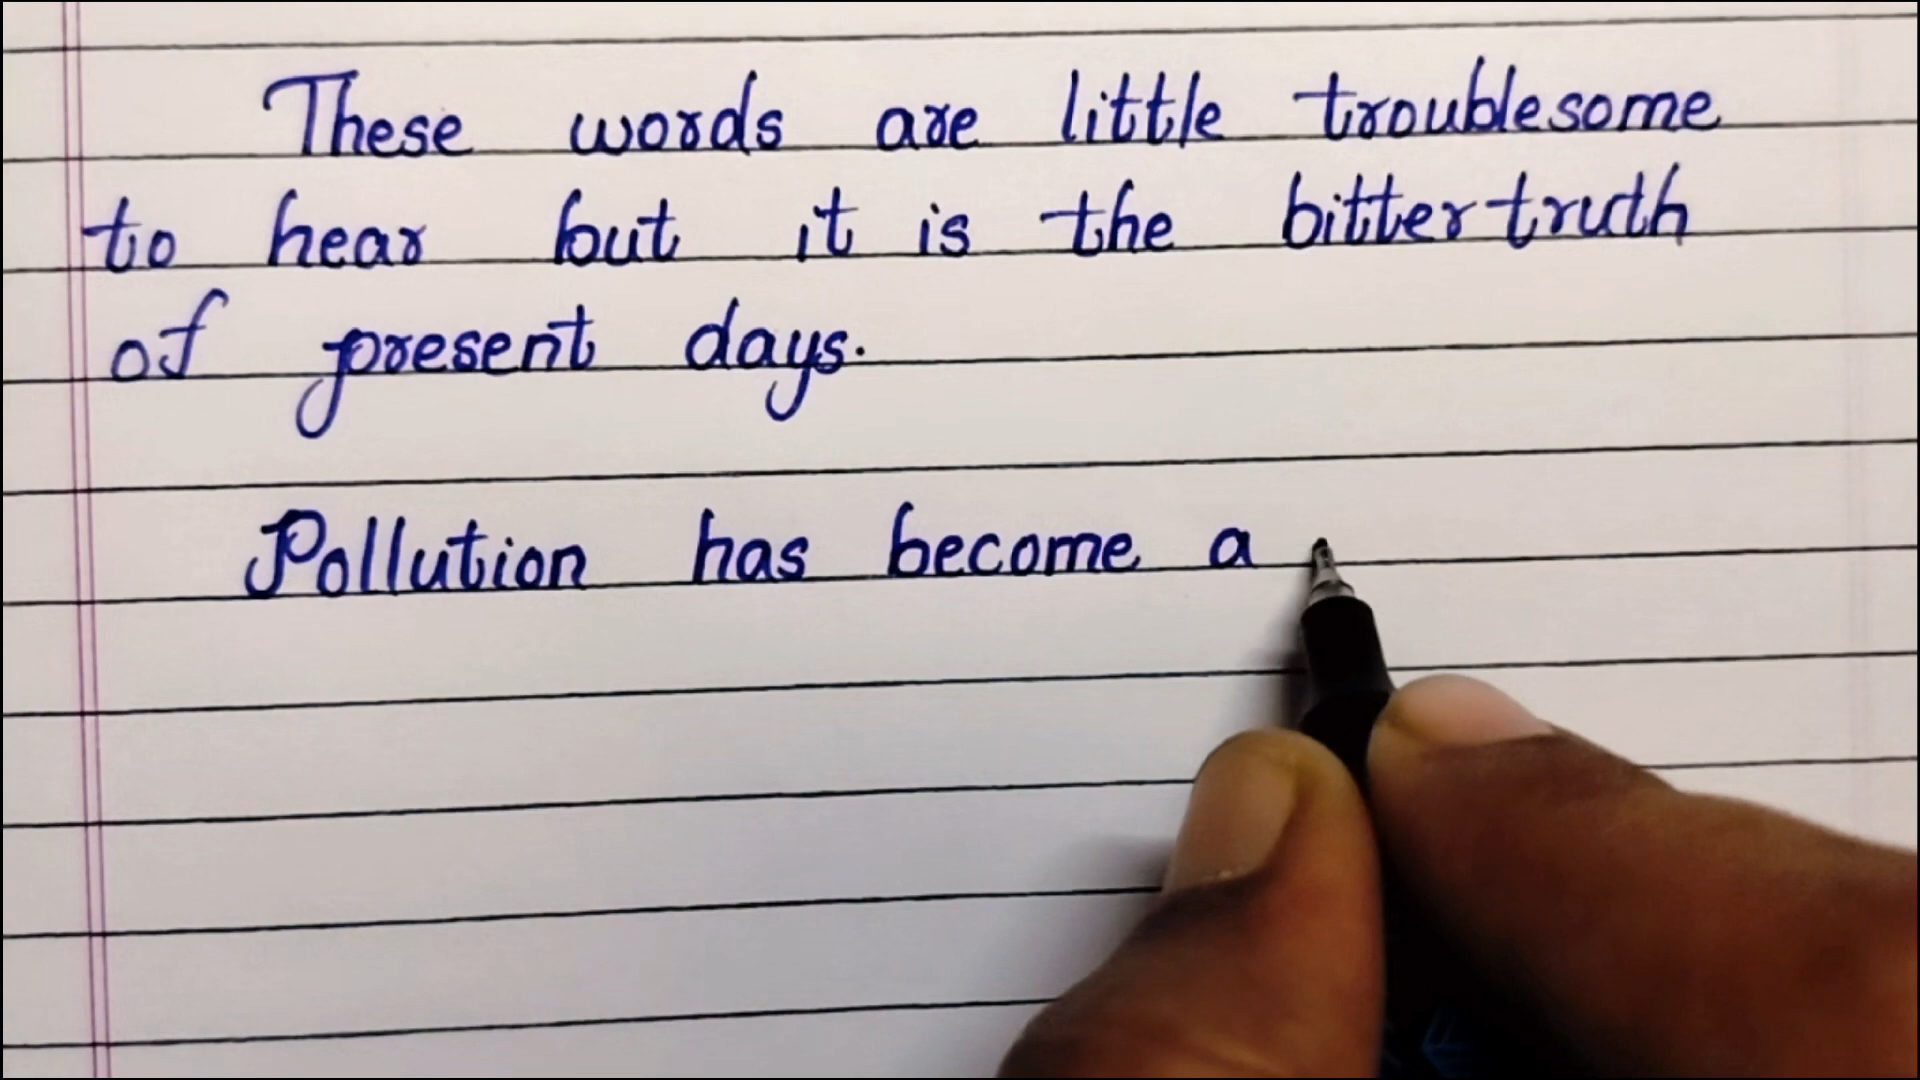 These words are little troublesome
to hear but it is the bitter truth
of present days.
Pollution has become a